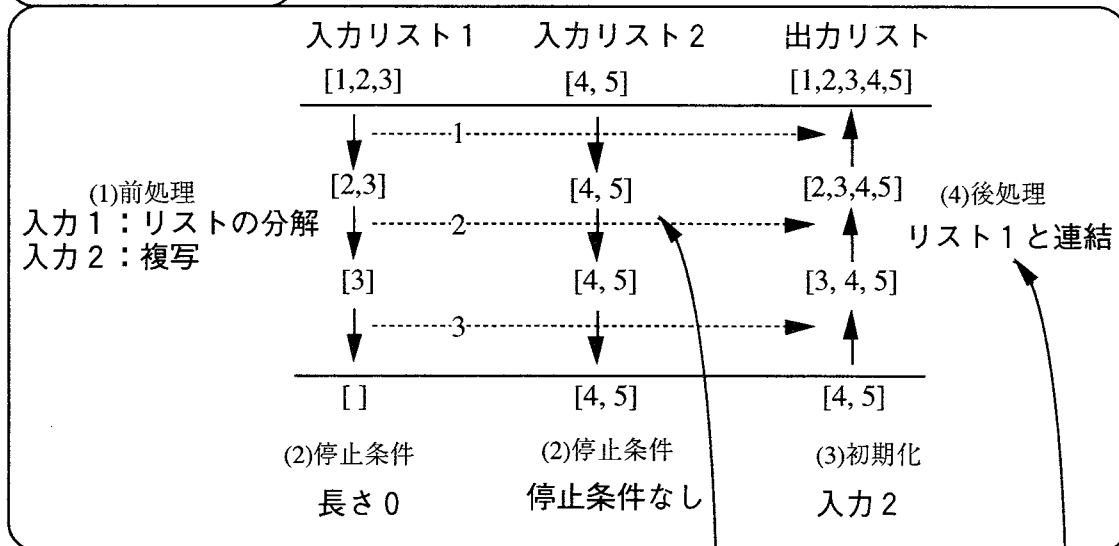 入力リスト1 入力リスト2 出力リスト
[1,2,3] [4, 5] [1,2,3,4,5]
1
(1)前処理 [2,3] [4, 5] [2,3,4,5] (4)後処理
入力1：リストの分解 2 リスト1と連結
入力2：複写
[3] [4, 5] [3, 4, 5]
3
[ ] [4, 5] [4, 5]
(2)停止条件 (2)停止条件 (3)初期化
長さ0 停止条件なし 入力2